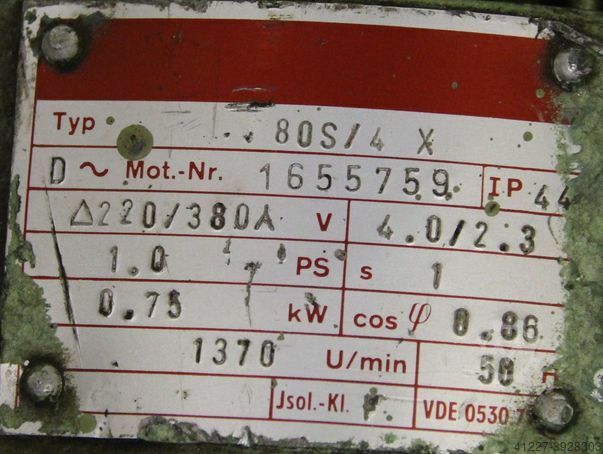 Typ 80S/4 X
D ~ Mot.-Nr. 1655759 IP 44
Δ220/380⅄ V 4.0/2.3
1.0 PS s 1
0.75 kW cos φ 0.86
1370 U/min 50
Jsol.-Kl. F VDE 0530
41227-3928303